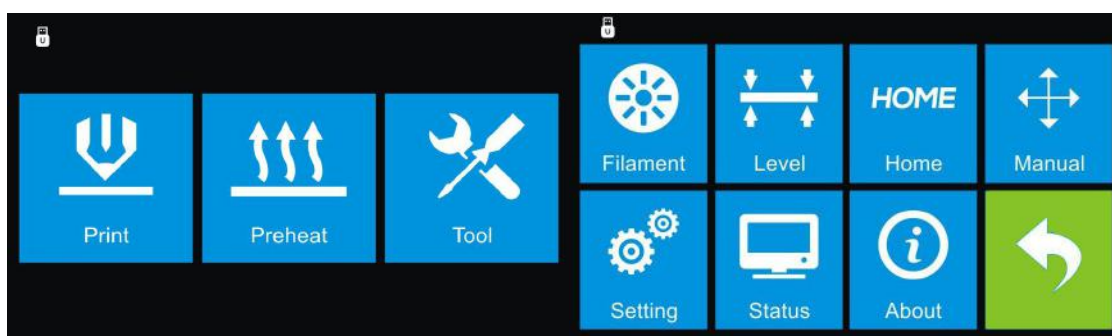 U
U
Print
Preheat
Tool
HOME
Filament
Level
Home
Manual
Setting
Status
About